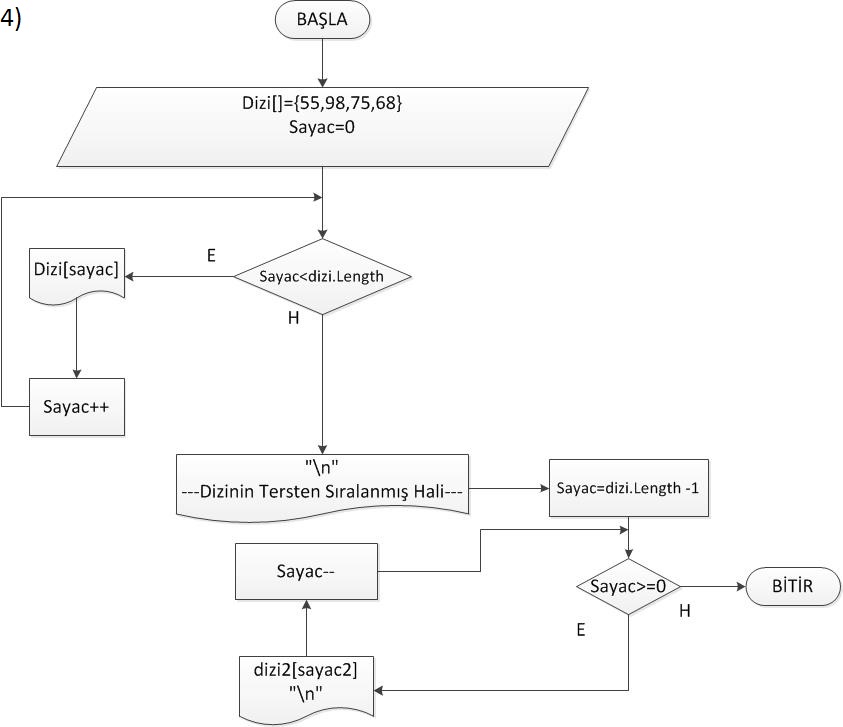 4)
BAŞLA
Dizi[]={55,98,75,68}
Sayac=0
E
Dizi[sayac]
Sayac<dizi.Length
H
Sayac++
"\n"
---Dizinin Tersten Sıralanmış Hali---
Sayac=dizi.Length -1
Sayac--
Sayac>=0
BİTİR
H
E
dizi2[sayac2]
"\n"